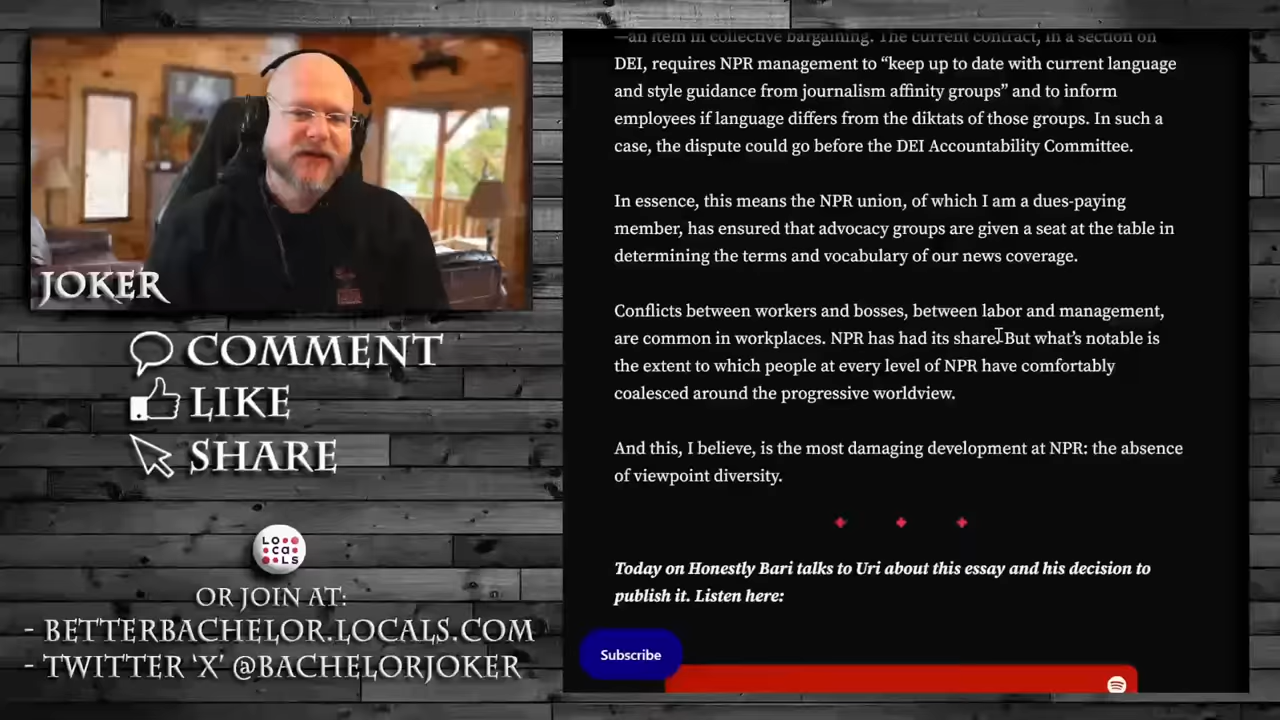 JOKER
COMMENT
LIKE
SHARE
LOCALS
OR JOIN AT:
- BETTERBACHELOR.LOCALS.COM
- TWITTER 'X' @BACHELORJOKER
—an item in collective bargaining. The current contract, in a section on
DEI, requires NPR management to “keep up to date with current language
and style guidance from journalism affinity groups” and to inform
employees if language differs from the diktats of those groups. In such a
case, the dispute could go before the DEI Accountability Committee.
In essence, this means the NPR union, of which I am a dues-paying
member, has ensured that advocacy groups are given a seat at the table in
determining the terms and vocabulary of our news coverage.
Conflicts between workers and bosses, between labor and management,
are common in workplaces. NPR has had its share. But what’s notable is
the extent to which people at every level of NPR have comfortably
coalesced around the progressive worldview.
And this, I believe, is the most damaging development at NPR: the absence
of viewpoint diversity.
Today on Honestly Bari talks to Uri about this essay and his decision to
publish it. Listen here:
Subscribe